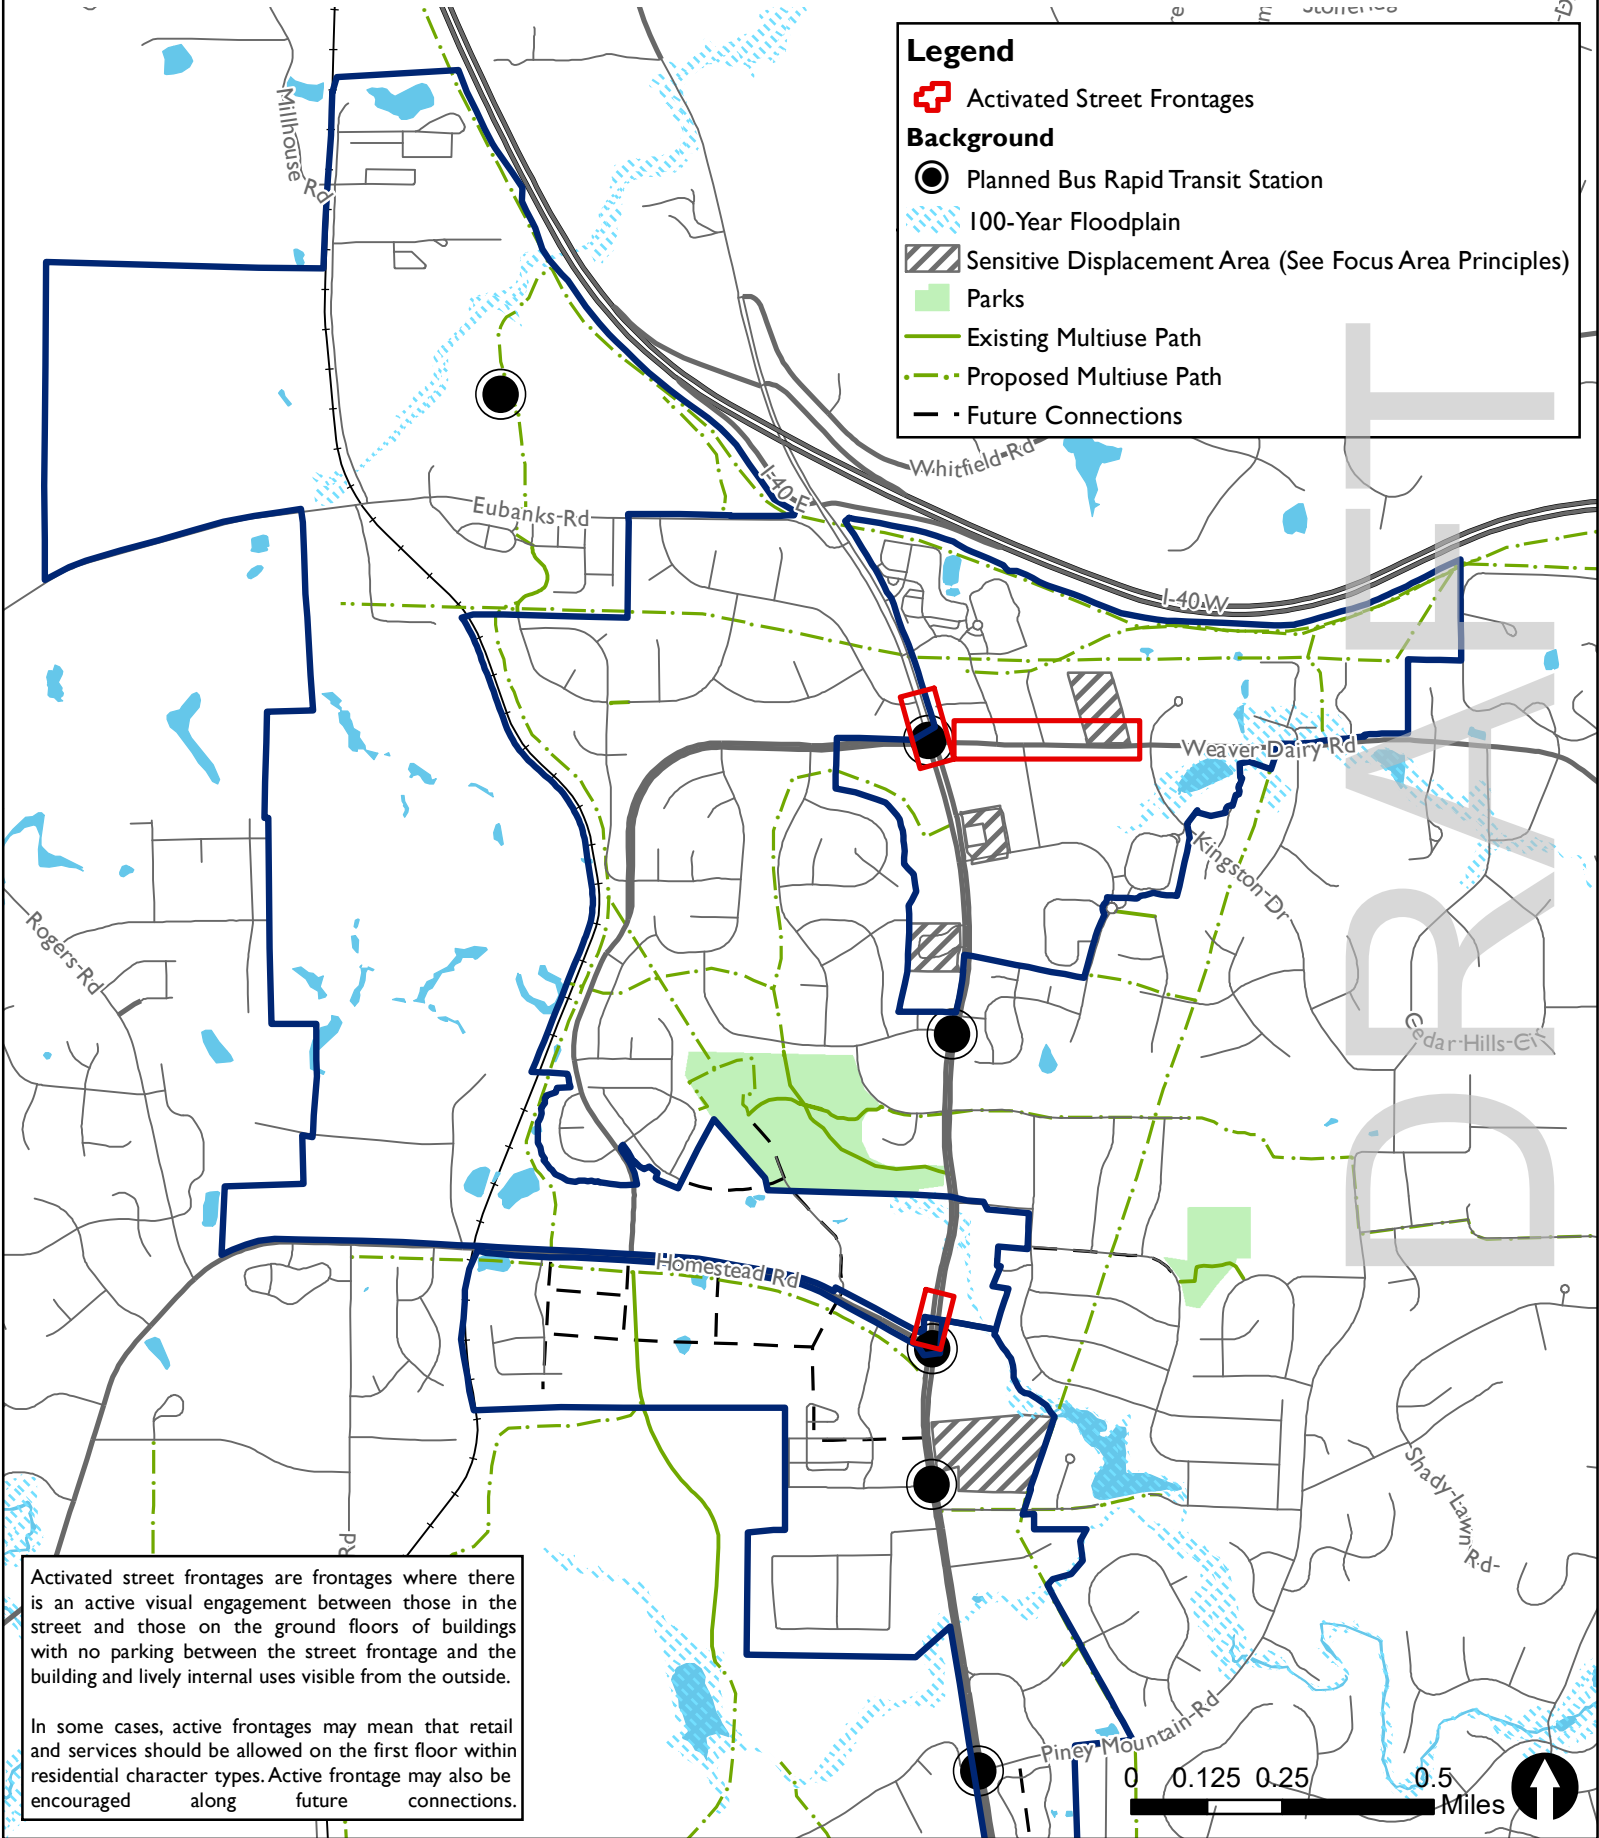 Legend
Activated Street Frontages
Background
Planned Bus Rapid Transit Station
100-Year Floodplain
Sensitive Displacement Area (See Focus Area Principles)
Parks
Existing Multiuse Path
Proposed Multiuse Path
Future Connections
Millhouse Rd
Whitfield-Rd
I-40-E
Eubanks-Rd
I-40-W
Weaver Dairy Rd
Kingston-Dr
Rogers-Rd
Cedar-Hills-Cir
Homestead Rd
Shady-Lawn Rd-
Rd
Piney Mountain-Rd
DRAFT
Activated street frontages are frontages where there
is an active visual engagement between those in the
street and those on the ground floors of buildings
with no parking between the street frontage and the
building and lively internal uses visible from the outside.
In some cases, active frontages may mean that retail
and services should be allowed on the first floor within
residential character types. Active frontage may also be
encouraged along future connections.
0 0.125 0.25 0.5
Miles